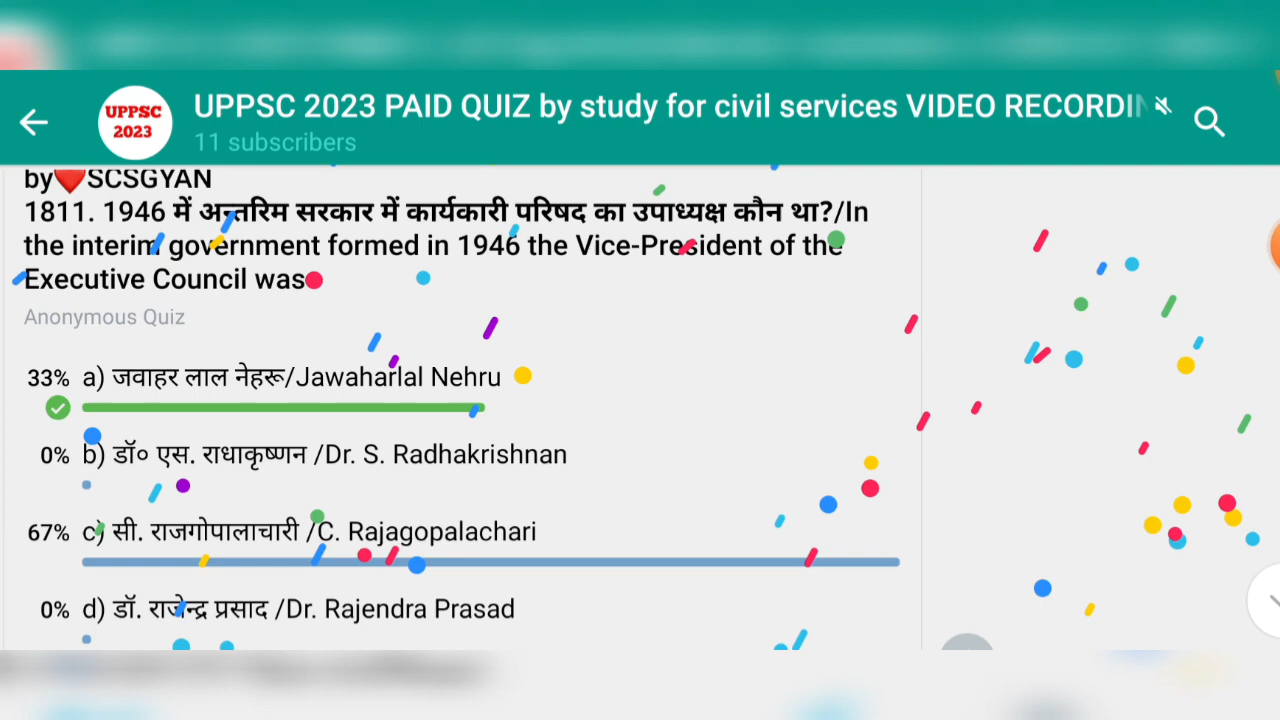 UPPSC
2023
UPPSC 2023 PAID QUIZ by study for civil services VIDEO RECORDIN
11 subscribers
by❤️SCSGYAN
1811. 1946 में अन्तरिम सरकार में कार्यकारी परिषद का उपाध्यक्ष कौन था?/In
the interim government formed in 1946 the Vice-President of the
Executive Council was
Anonymous Quiz
33% a) जवाहर लाल नेहरू/Jawaharlal Nehru
0% b) डॉ० एस. राधाकृष्णन /Dr. S. Radhakrishnan
67% c) सी. राजगोपालाचारी /C. Rajagopalachari
0% d) डॉ. राजेन्द्र प्रसाद /Dr. Rajendra Prasad